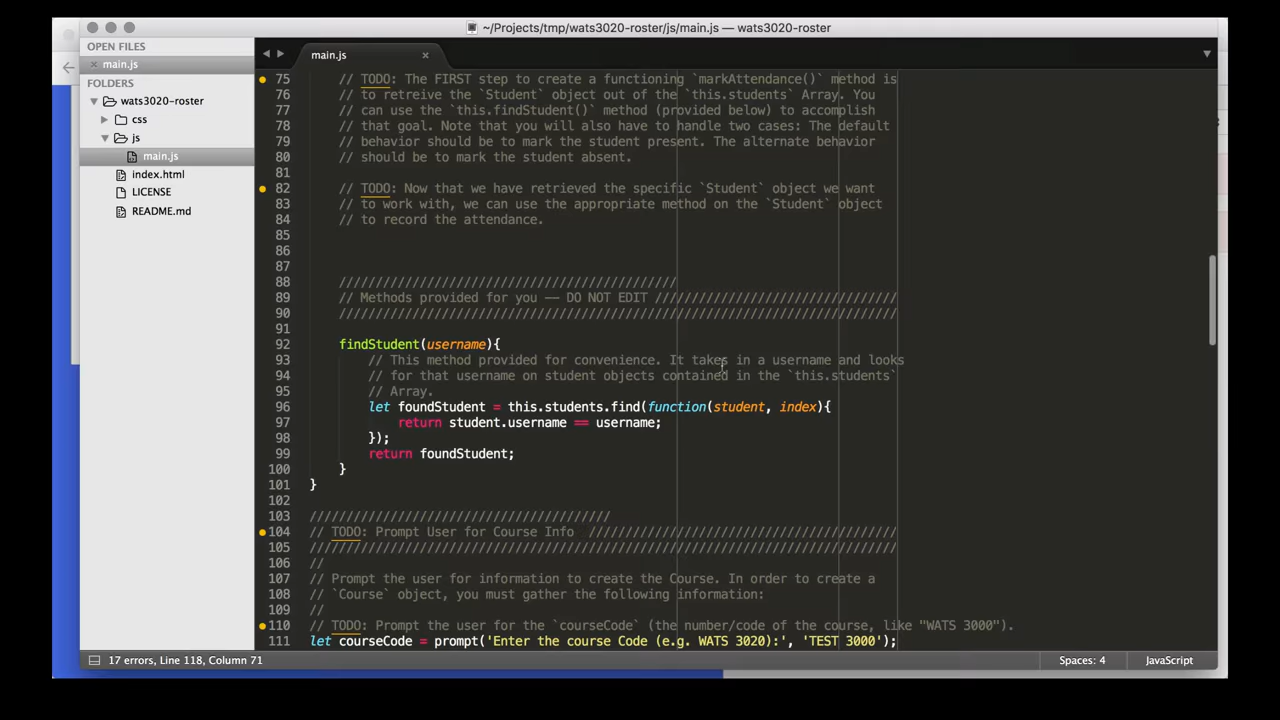 ~/Projects/tmp/wats3020-roster/js/main.js — wats3020-roster
OPEN FILES
main.js
FOLDERS
wats3020-roster
css
js
main.js
index.html
LICENSE
README.md
main.js
75 // TODO: The FIRST step to create a functioning `markAttendance()` method is
76 // to retreive the `Student` object out of the `this.students` Array. You
77 // can use the `this.findStudent()` method (provided below) to accomplish
78 // that goal. Note that you will also have to handle two cases: The default
79 // behavior should be to mark the student present. The alternate behavior
80 // should be to mark the student absent.
81
82 // TODO: Now that we have retrieved the specific `Student` object we want
83 // to work with, we can use the appropriate method on the `Student` object
84 // to record the attendance.
85
86
87
88 //////////////////////////////////////////////
89 // Methods provided for you –– DO NOT EDIT /////////////////////////////////
90 ////////////////////////////////////////////////////////////////////////////
91
92 findStudent(username){
93 // This method provided for convenience. It takes in a username and looks
94 // for that username on student objects contained in the `this.students`
95 // Array.
96 let foundStudent = this.students.find(function(student, index){
97 return student.username == username;
98 });
99 return foundStudent;
100 }
101 }
102
103 /////////////////////////////////////////
104 // TODO: Prompt User for Course Info //////////////////////////////////////////
105 ////////////////////////////////////////////////////////////////////////////////
106 //
107 // Prompt the user for information to create the Course. In order to create a
108 // `Course` object, you must gather the following information:
109 //
110 // TODO: Prompt the user for the `courseCode` (the number/code of the course, like "WATS 3000").
111 let courseCode = prompt('Enter the course Code (e.g. WATS 3020):', 'TEST 3000');
17 errors, Line 118, Column 71
Spaces: 4
JavaScript